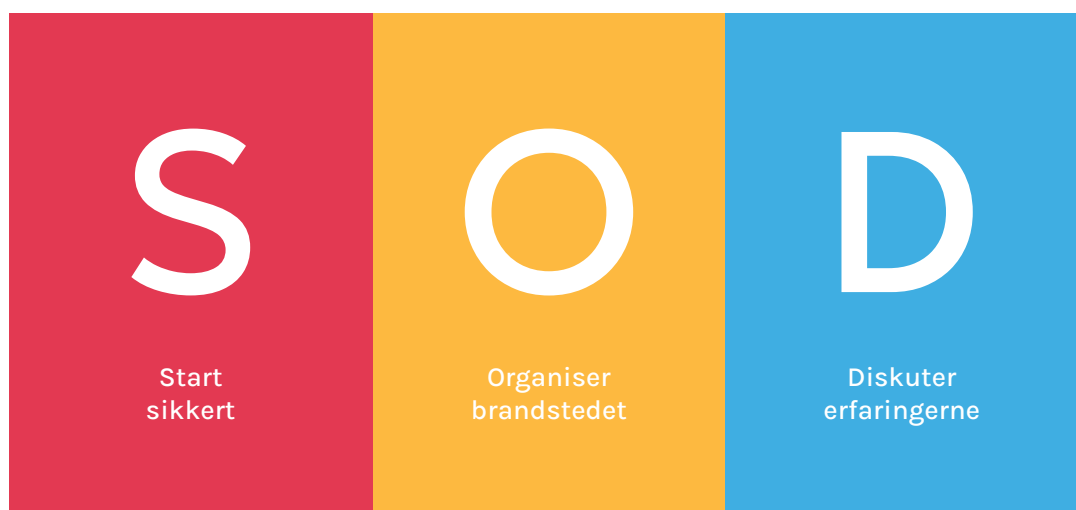 S
Start
sikkert
O
Organiser
brandstedet
D
Diskuter
erfaringerne